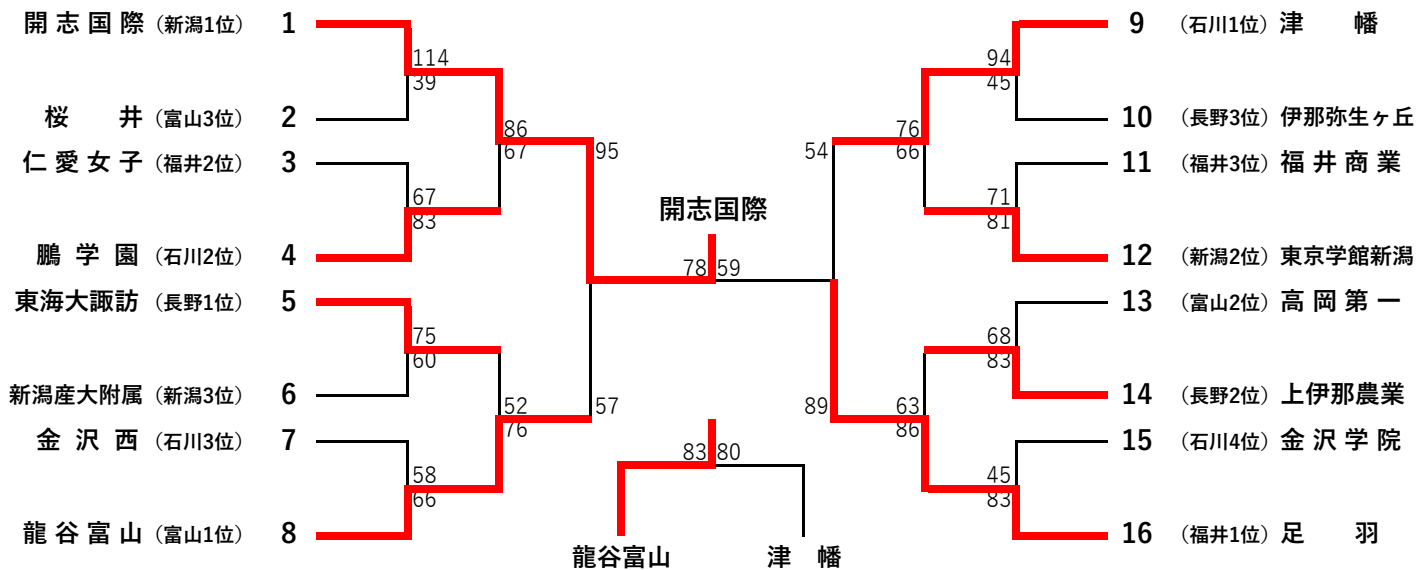 開志国際（新潟1位） 1
114
39
桜　井（富山3位） 2
86
67
仁愛女子（福井2位） 3
67
83
鵬学園（石川2位） 4
95
57
東海大諏訪（長野1位） 5
75
60
新潟産大附属（新潟3位） 6
52
76
金沢西（石川3位） 7
58
66
龍谷富山（富山1位） 8
開志国際
78 59
83 80
龍谷富山 津　幡
9 （石川1位）津　幡
94
45
10 （長野3位）伊那弥生ヶ丘
76
66
11 （福井3位）福井商業
71
81
12 （新潟2位）東京学館新潟
54
89
13 （富山2位）高岡第一
68
83
14 （長野2位）上伊那農業
63
86
15 （石川4位）金沢学院
45
83
16 （福井1位）足　羽